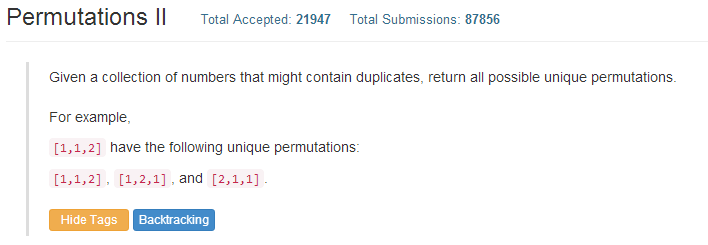 Permutations II Total Accepted: 21947 Total Submissions: 87856
Given a collection of numbers that might contain duplicates, return all possible unique permutations.
For example,
[1,1,2] have the following unique permutations:
[1,1,2], [1,2,1], and [2,1,1].
Hide Tags Backtracking